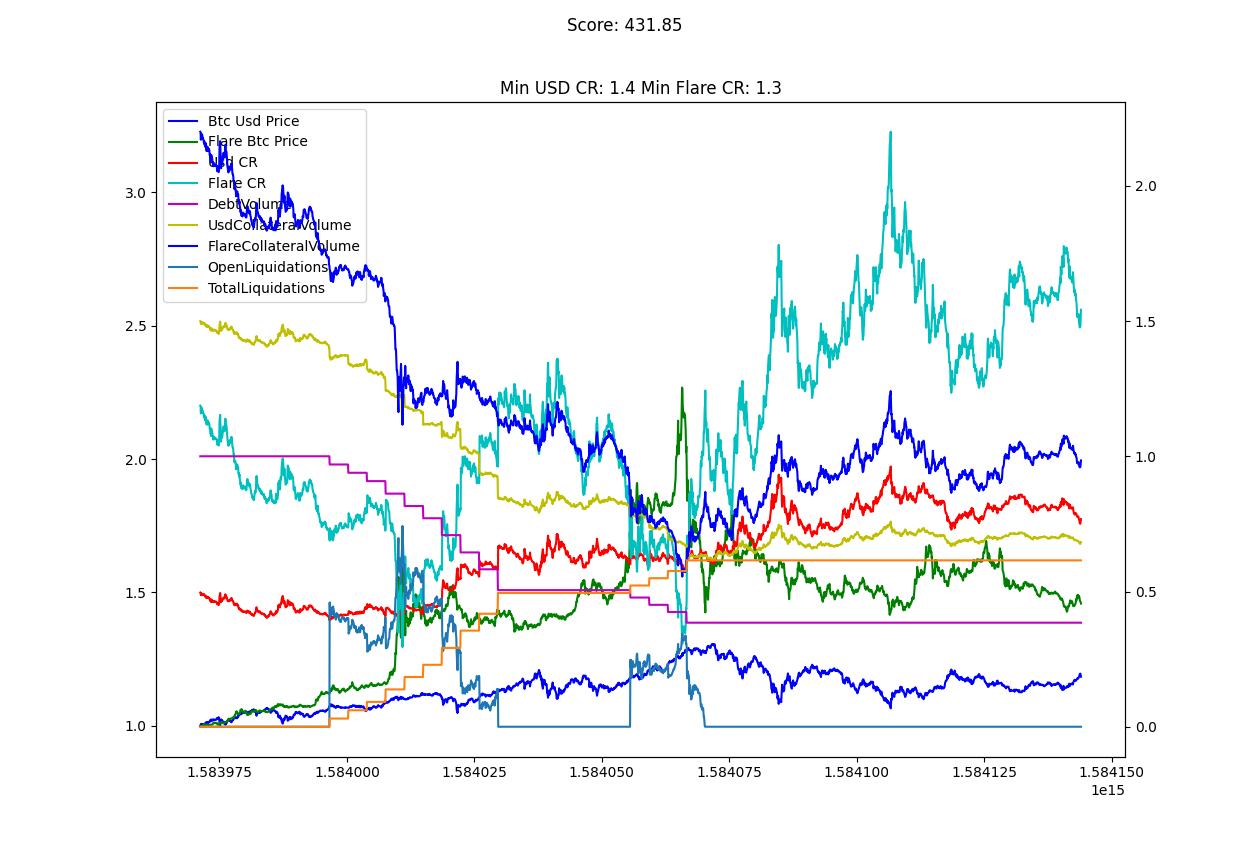 Score: 431.85
Min USD CR: 1.4 Min Flare CR: 1.3
Btc Usd Price
Flare Btc Price
Usd CR
Flare CR
DebtVolume
UsdCollateralVolume
FlareCollateralVolume
OpenLiquidations
TotalLiquidations
3.0
2.5
2.0
1.5
1.0
2.0
1.5
1.0
0.5
0.0
1.583975
1.584000
1.584025
1.584050
1.584075
1.584100
1.584125
1.584150
1e15